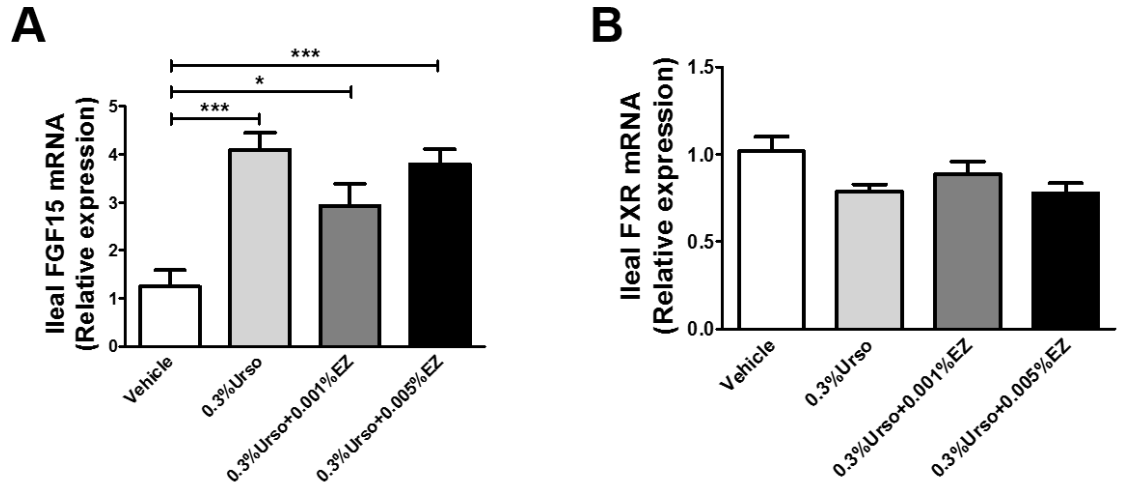 A
Ileal FGF15 mRNA
(Relative expression)
***
*
***
5
4
3
2
1
0
Vehicle
0.3%Urso
0.3%Urso+0.001%EZ
0.3%Urso+0.005%EZ
B
Ileal FXR mRNA
(Relative expression)
1.5
1.0
0.5
0.0
Vehicle
0.3%Urso
0.3%Urso+0.001%EZ
0.3%Urso+0.005%EZ